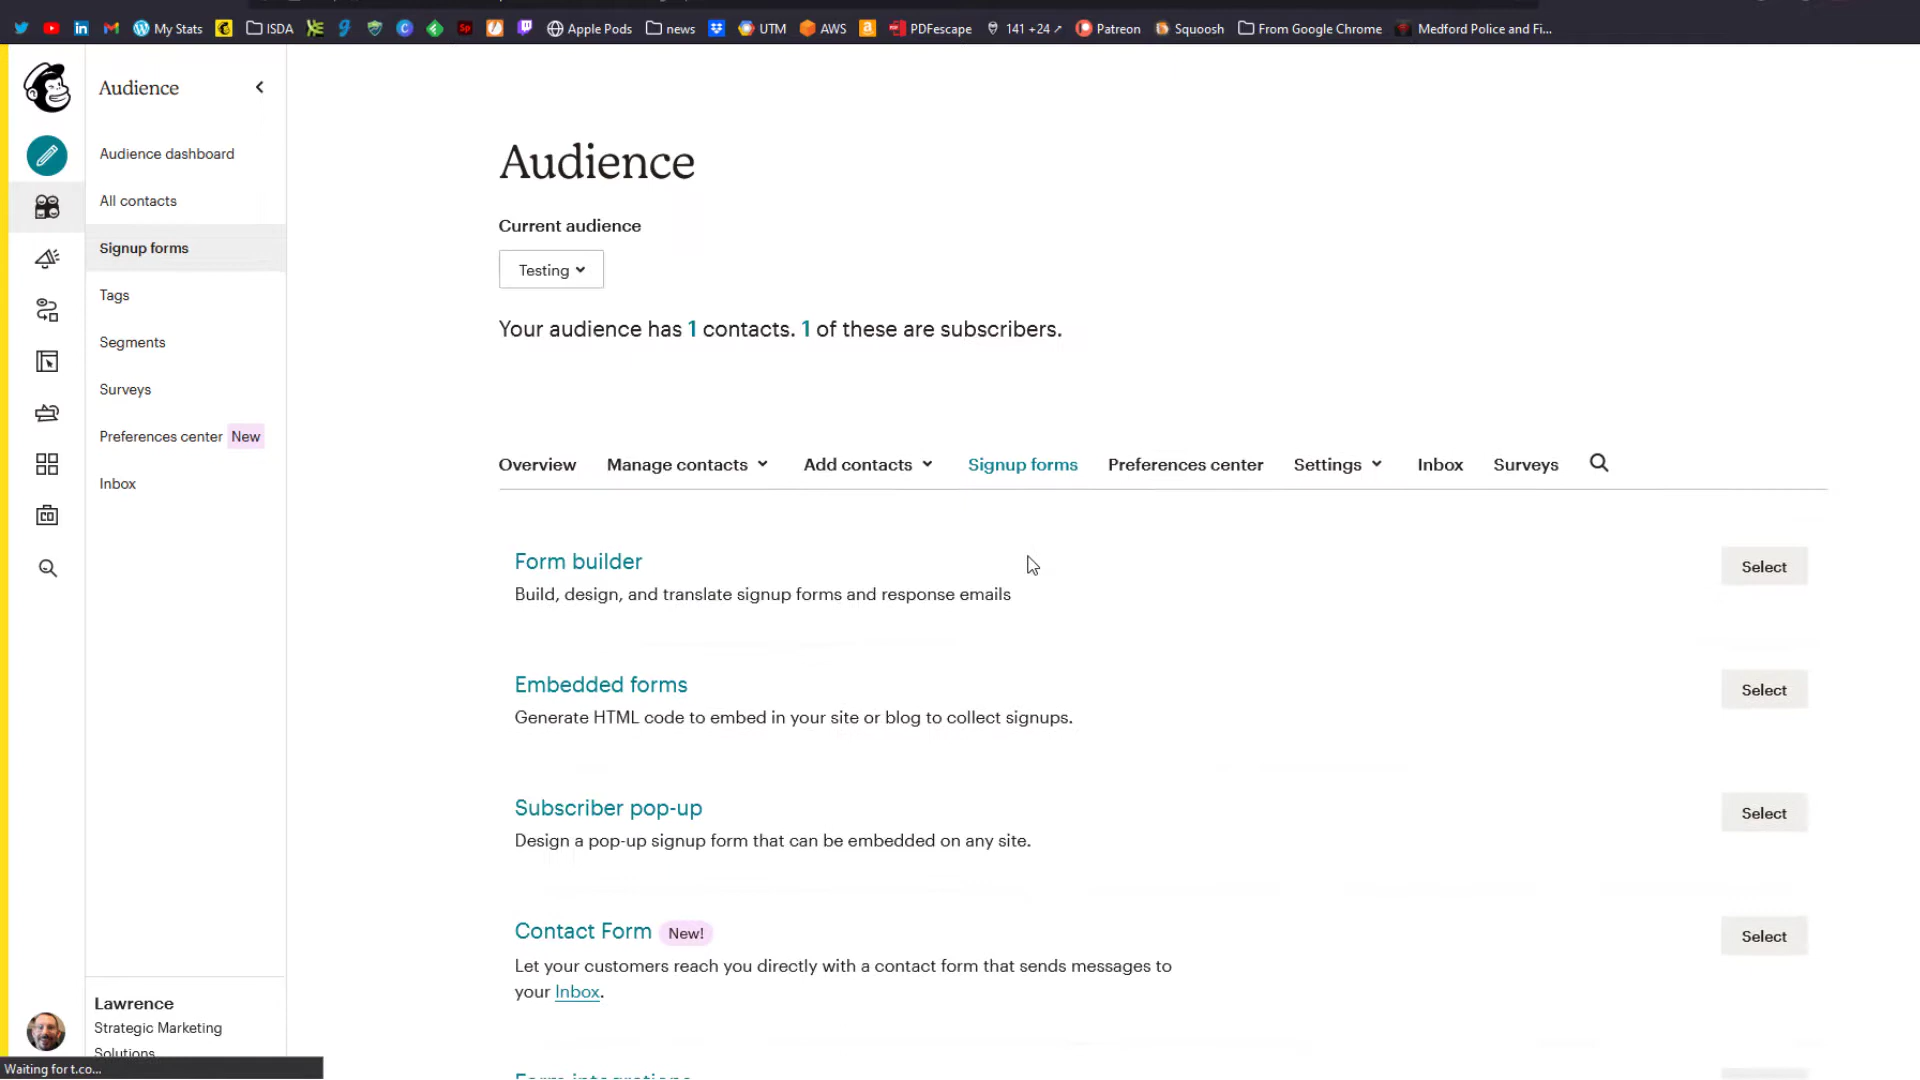 My Stats
ISDA
Apple Pods
news
UTM
AWS
PDFescape
141 +24
Patreon
Squoosh
From Google Chrome
Medford Police and Fi...
Audience
Audience dashboard
All contacts
Signup forms
Tags
Segments
Surveys
Preferences center New
Inbox
Lawrence
Strategic Marketing
Solutions
Waiting for t.co...
Audience
Current audience
Testing
Your audience has 1 contacts. 1 of these are subscribers.
Overview
Manage contacts
Add contacts
Signup forms
Preferences center
Settings
Inbox
Surveys
Form builder
Build, design, and translate signup forms and response emails
Select
Embedded forms
Generate HTML code to embed in your site or blog to collect signups.
Select
Subscriber pop-up
Design a pop-up signup form that can be embedded on any site.
Select
Contact Form New!
Let your customers reach you directly with a contact form that sends messages to
your Inbox.
Select
Form integrations